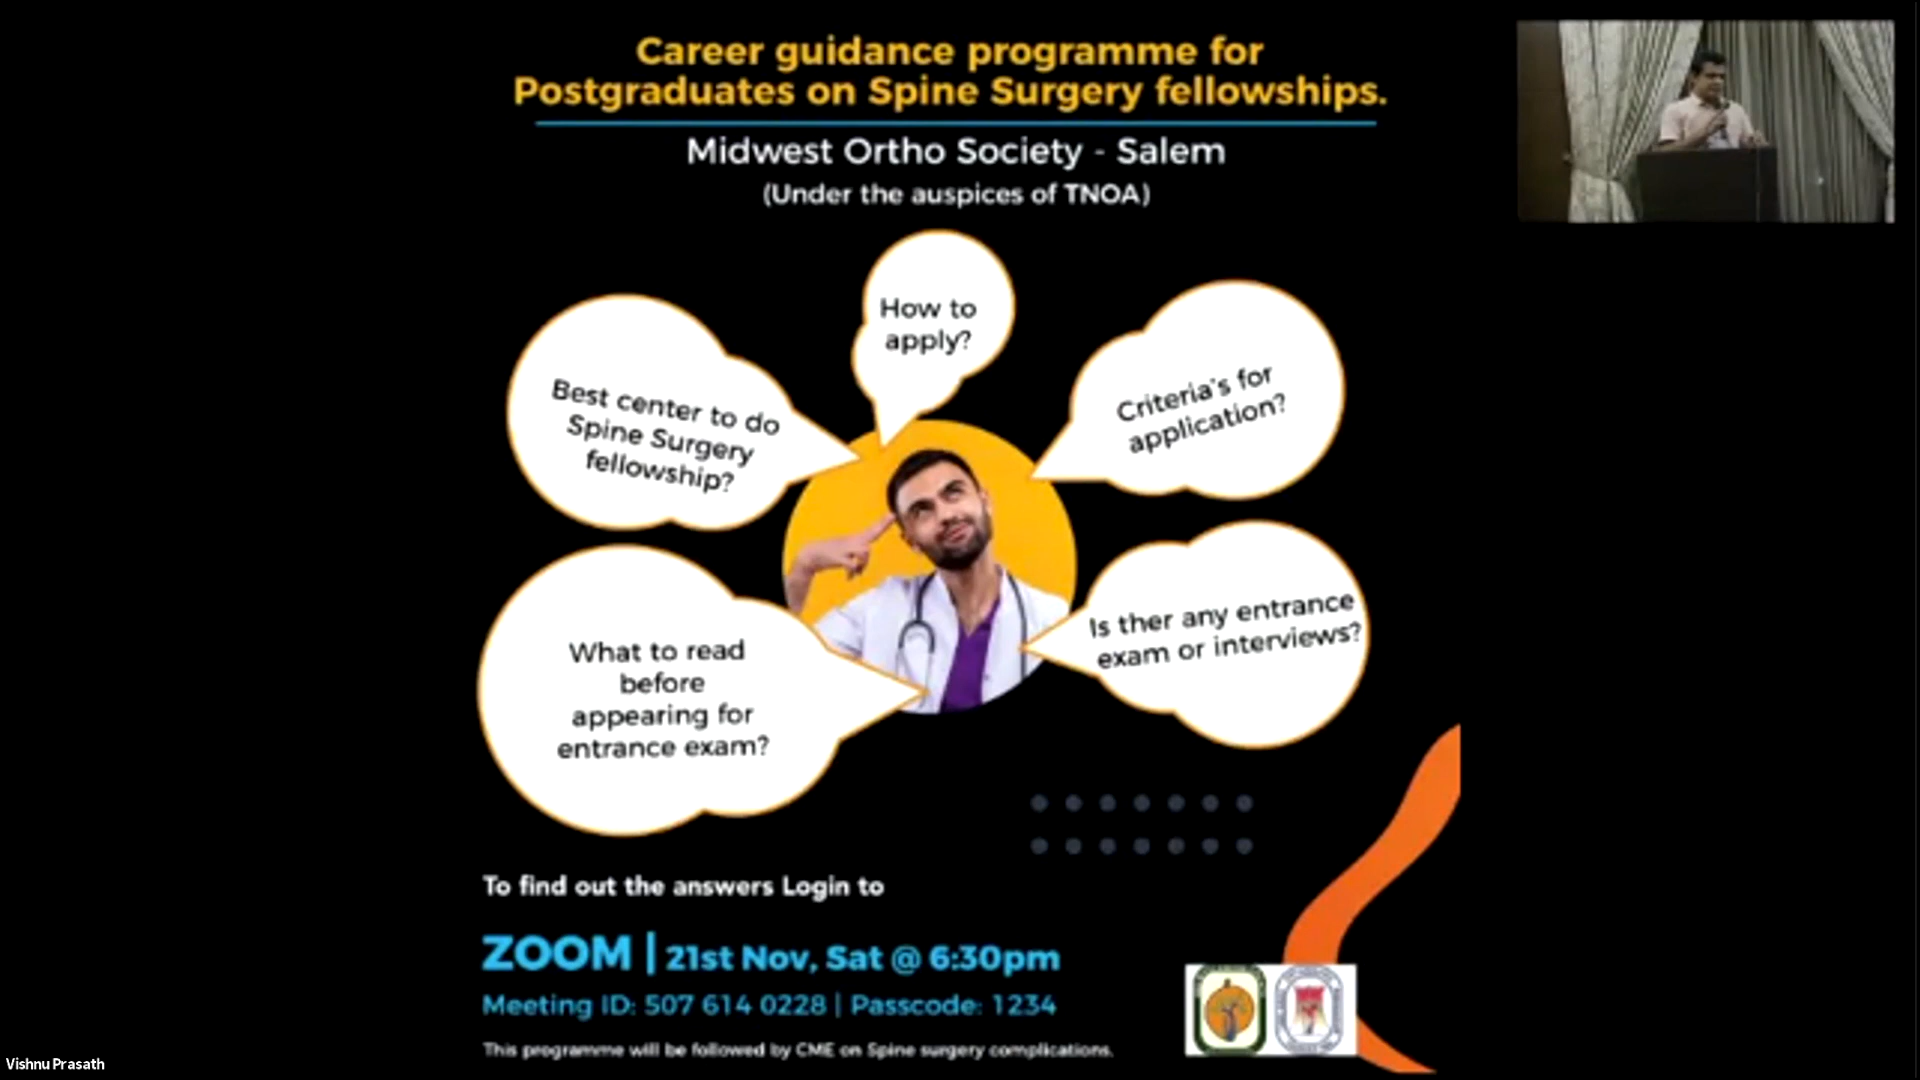 Career guidance programme for
Postgraduates on Spine Surgery fellowships.
Midwest Ortho Society - Salem
(Under the auspices of TNOA)
How to
apply?
Best center to do
Spine Surgery
fellowship?
Criteria's for
application?
What to read
before
appearing for
entrance exam?
Is ther any entrance
exam or interviews?
To find out the answers Login to
ZOOM | 21st Nov, Sat @ 6:30pm
Meeting ID: 507 614 0228 | Passcode: 1234
This programme will be followed by CME on Spine surgery complications.
Vishnu Prasath